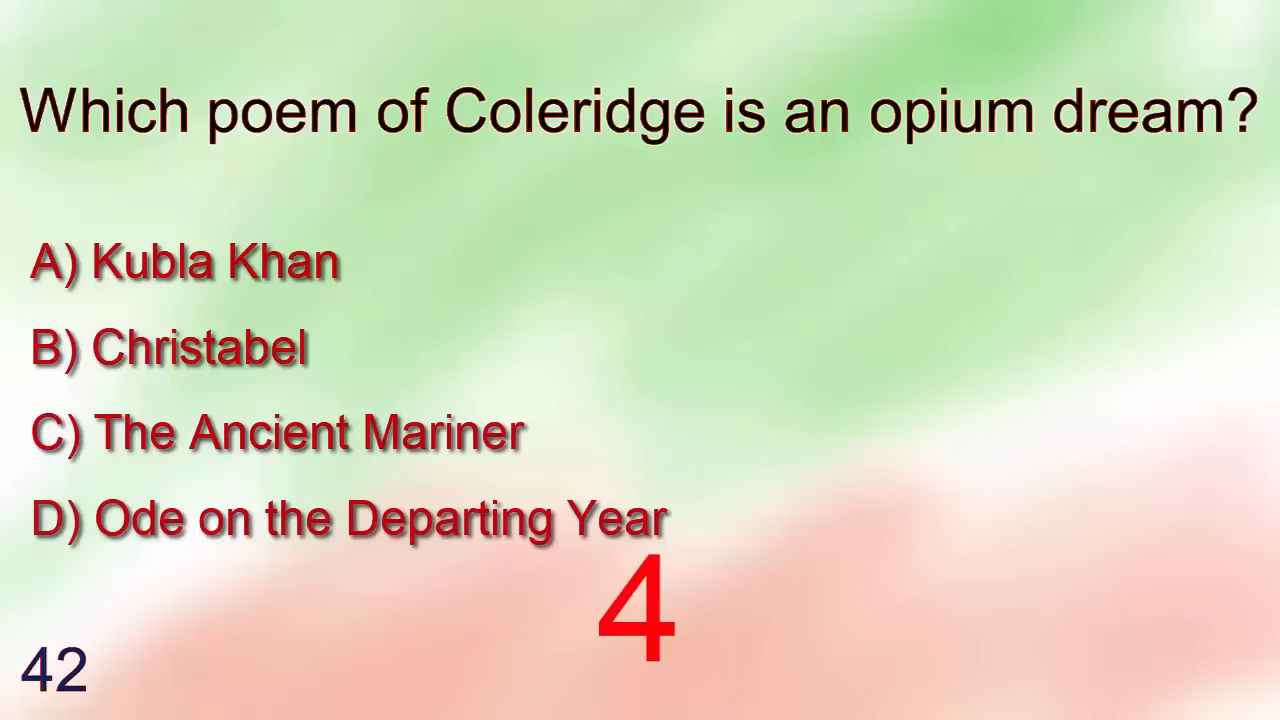 Which poem of Coleridge is an opium dream?
A) Kubla Khan
B) Christabel
C) The Ancient Mariner
D) Ode on the Departing Year
4
42